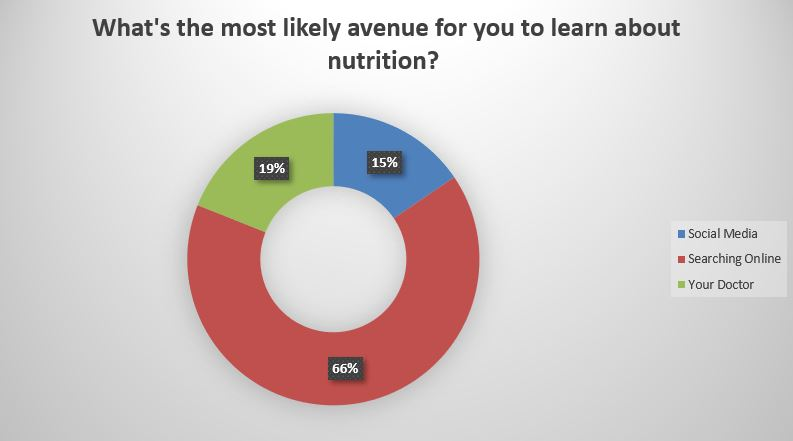 What's the most likely avenue for you to learn about
nutrition?
15%
19%
66%
Social Media
Searching Online
Your Doctor